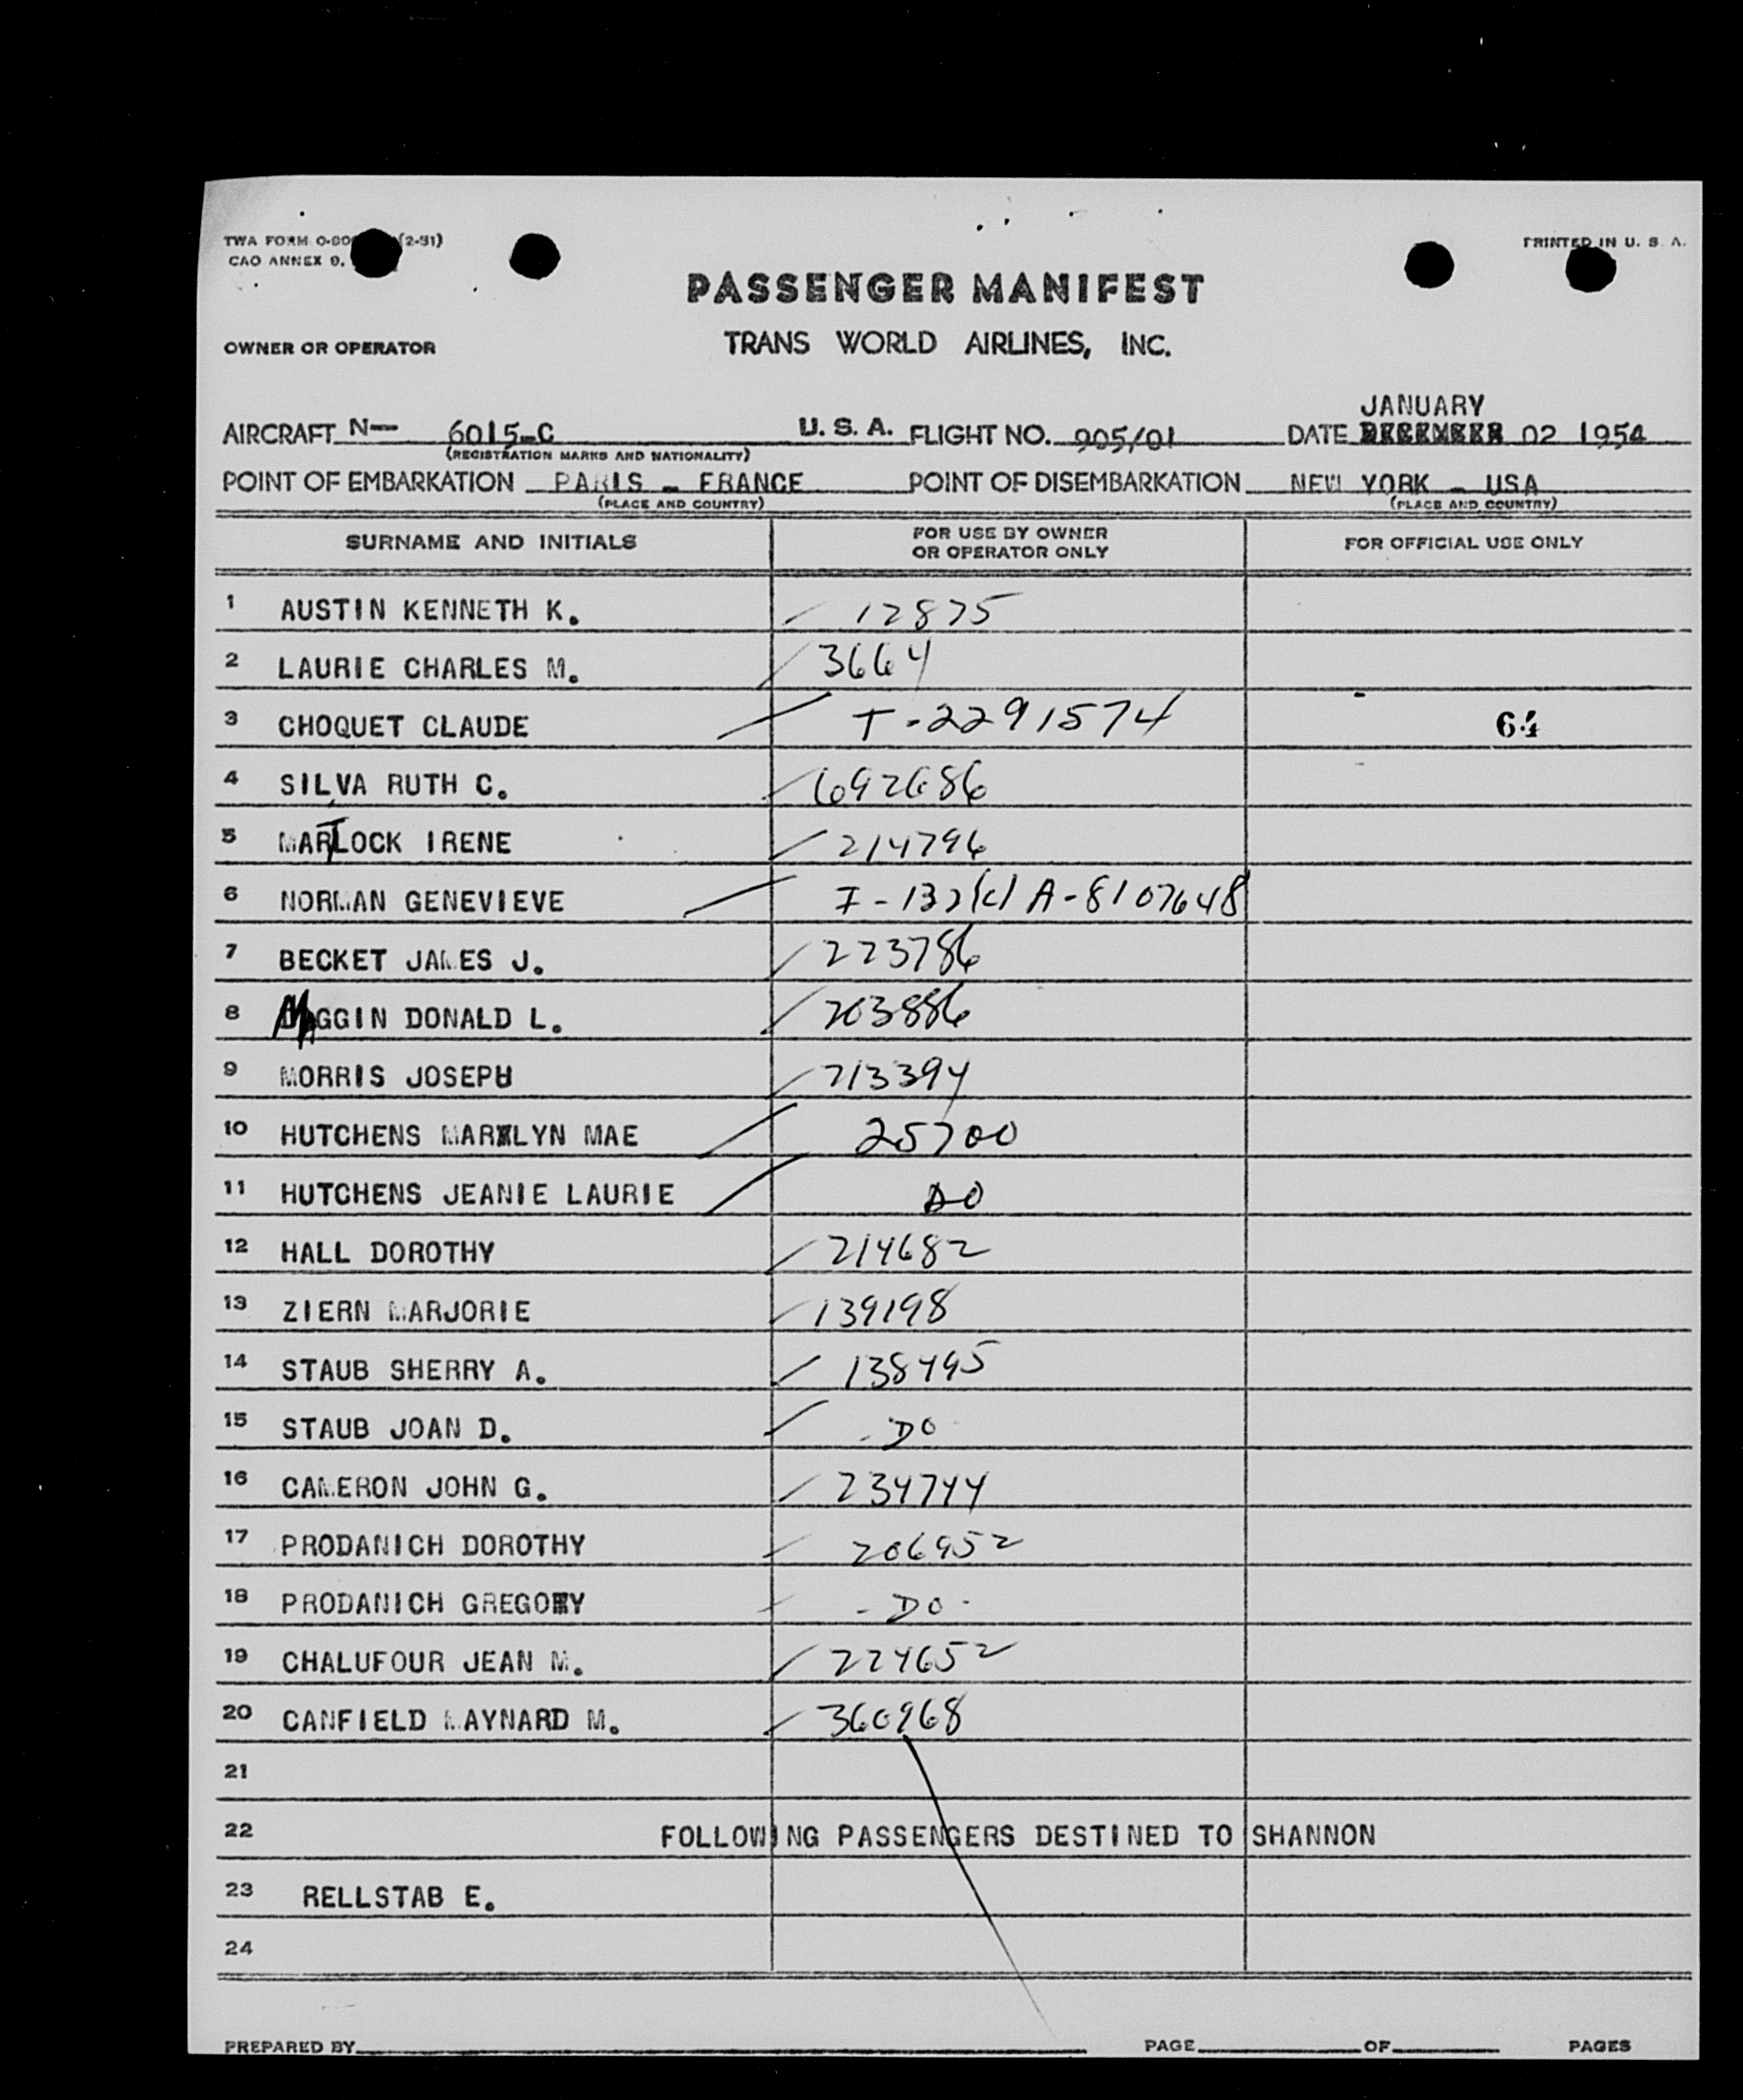 TWA FORM O-00 (2-51)
PRINTED IN U. S. A.
CAO ANNEX 9.
PASSENGER MANIFEST
OWNER OR OPERATOR TRANS WORLD AIRLINES, INC.
JANUARY
AIRCRAFT N- 6015-C U. S. A. FLIGHT NO. 905/01 DATE DECEMBER 02 1954
(REGISTRATION MARKS AND NATIONALITY)
POINT OF EMBARKATION PARIS - FRANCE POINT OF DISEMBARKATION NEW YORK - USA
(PLACE AND COUNTRY) (PLACE AND COUNTRY)
SURNAME AND INITIALS FOR USE BY OWNER OR OPERATOR ONLY FOR OFFICIAL USE ONLY
1 AUSTIN KENNETH K. 12875
2 LAURIE CHARLES M. 3664
3 CHOQUET CLAUDE T-2291574 64
4 SILVA RUTH C. 692686
5 MARTLOCK IRENE 214796
6 NORMAN GENEVIEVE I-132(c) A-8107648
7 BECKET JAMES J. 223786
8 MAGGIN DONALD L. 203886
9 MORRIS JOSEPH 213394
10 HUTCHENS MARILYN MAE 25700
11 HUTCHENS JEANIE LAURIE DO
12 HALL DOROTHY 214682
13 ZIERN MARJORIE 139198
14 STAUB SHERRY A. 138495
15 STAUB JOAN D. - DO -
16 CAMERON JOHN G. 234744
17 PRODANICH DOROTHY 206952
18 PRODANICH GREGORY - DO -
19 CHALUFOUR JEAN M. 224652
20 CANFIELD MAYNARD M. 360968
21
22 FOLLOWING PASSENGERS DESTINED TO SHANNON
23 RELLSTAB E.
24
PREPARED BY PAGE OF PAGES